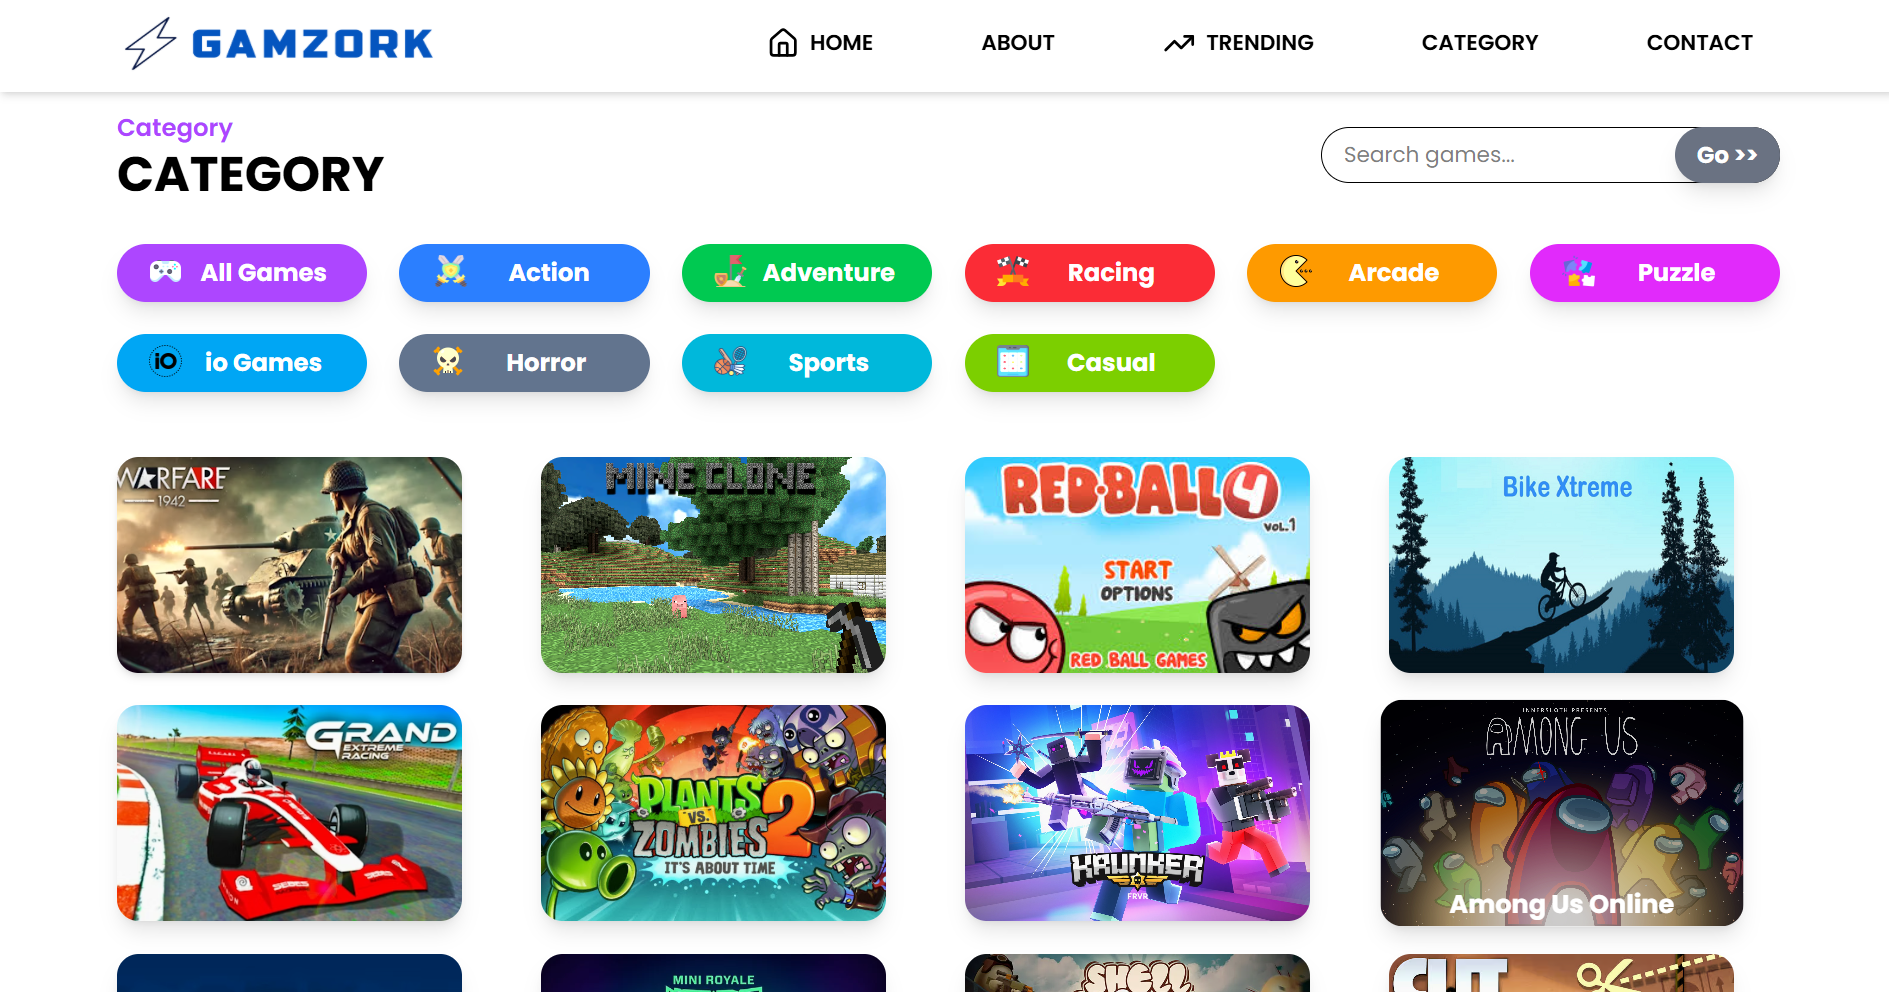 GAMZORK
HOME
ABOUT
TRENDING
CATEGORY
CONTACT
Category
CATEGORY
Search games...
Go >>
All Games
Action
Adventure
Racing
Arcade
Puzzle
iO
io Games
Horror
Sports
Casual
WARFARE
1942
MINE CLONE
RED BALL 4
VOL.1
START
OPTIONS
RED BALL GAMES
Bike Xtreme
GRAND
EXTREME
RACING
PLANTS
VS.
ZOMBIES 2
IT'S ABOUT TIME
KRUNKER
FRVR
INNERSLOTH PRESENTS
AMONG US
Among Us Online
MINI ROYALE
SHELL
CUT